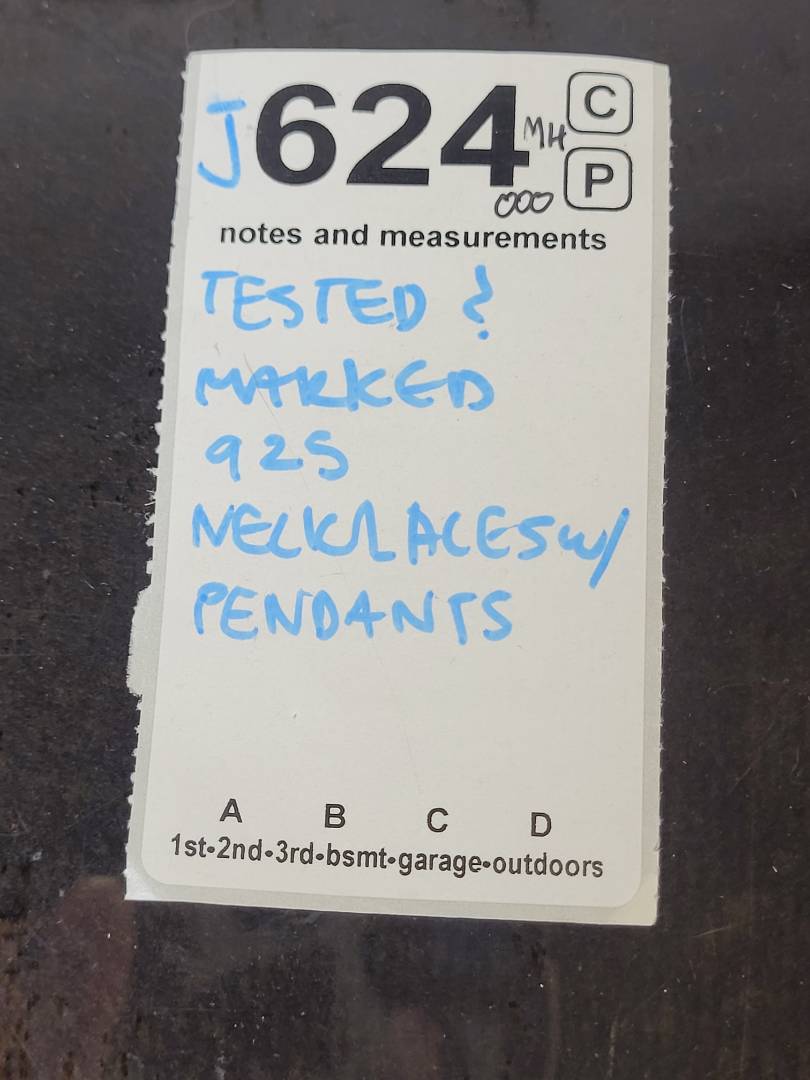 J624 MH C
000 P
notes and measurements
TESTED &
MARKED
925
NECKLACES w/
PENDANTS
A B C D
1st•2nd•3rd•bsmt•garage•outdoors